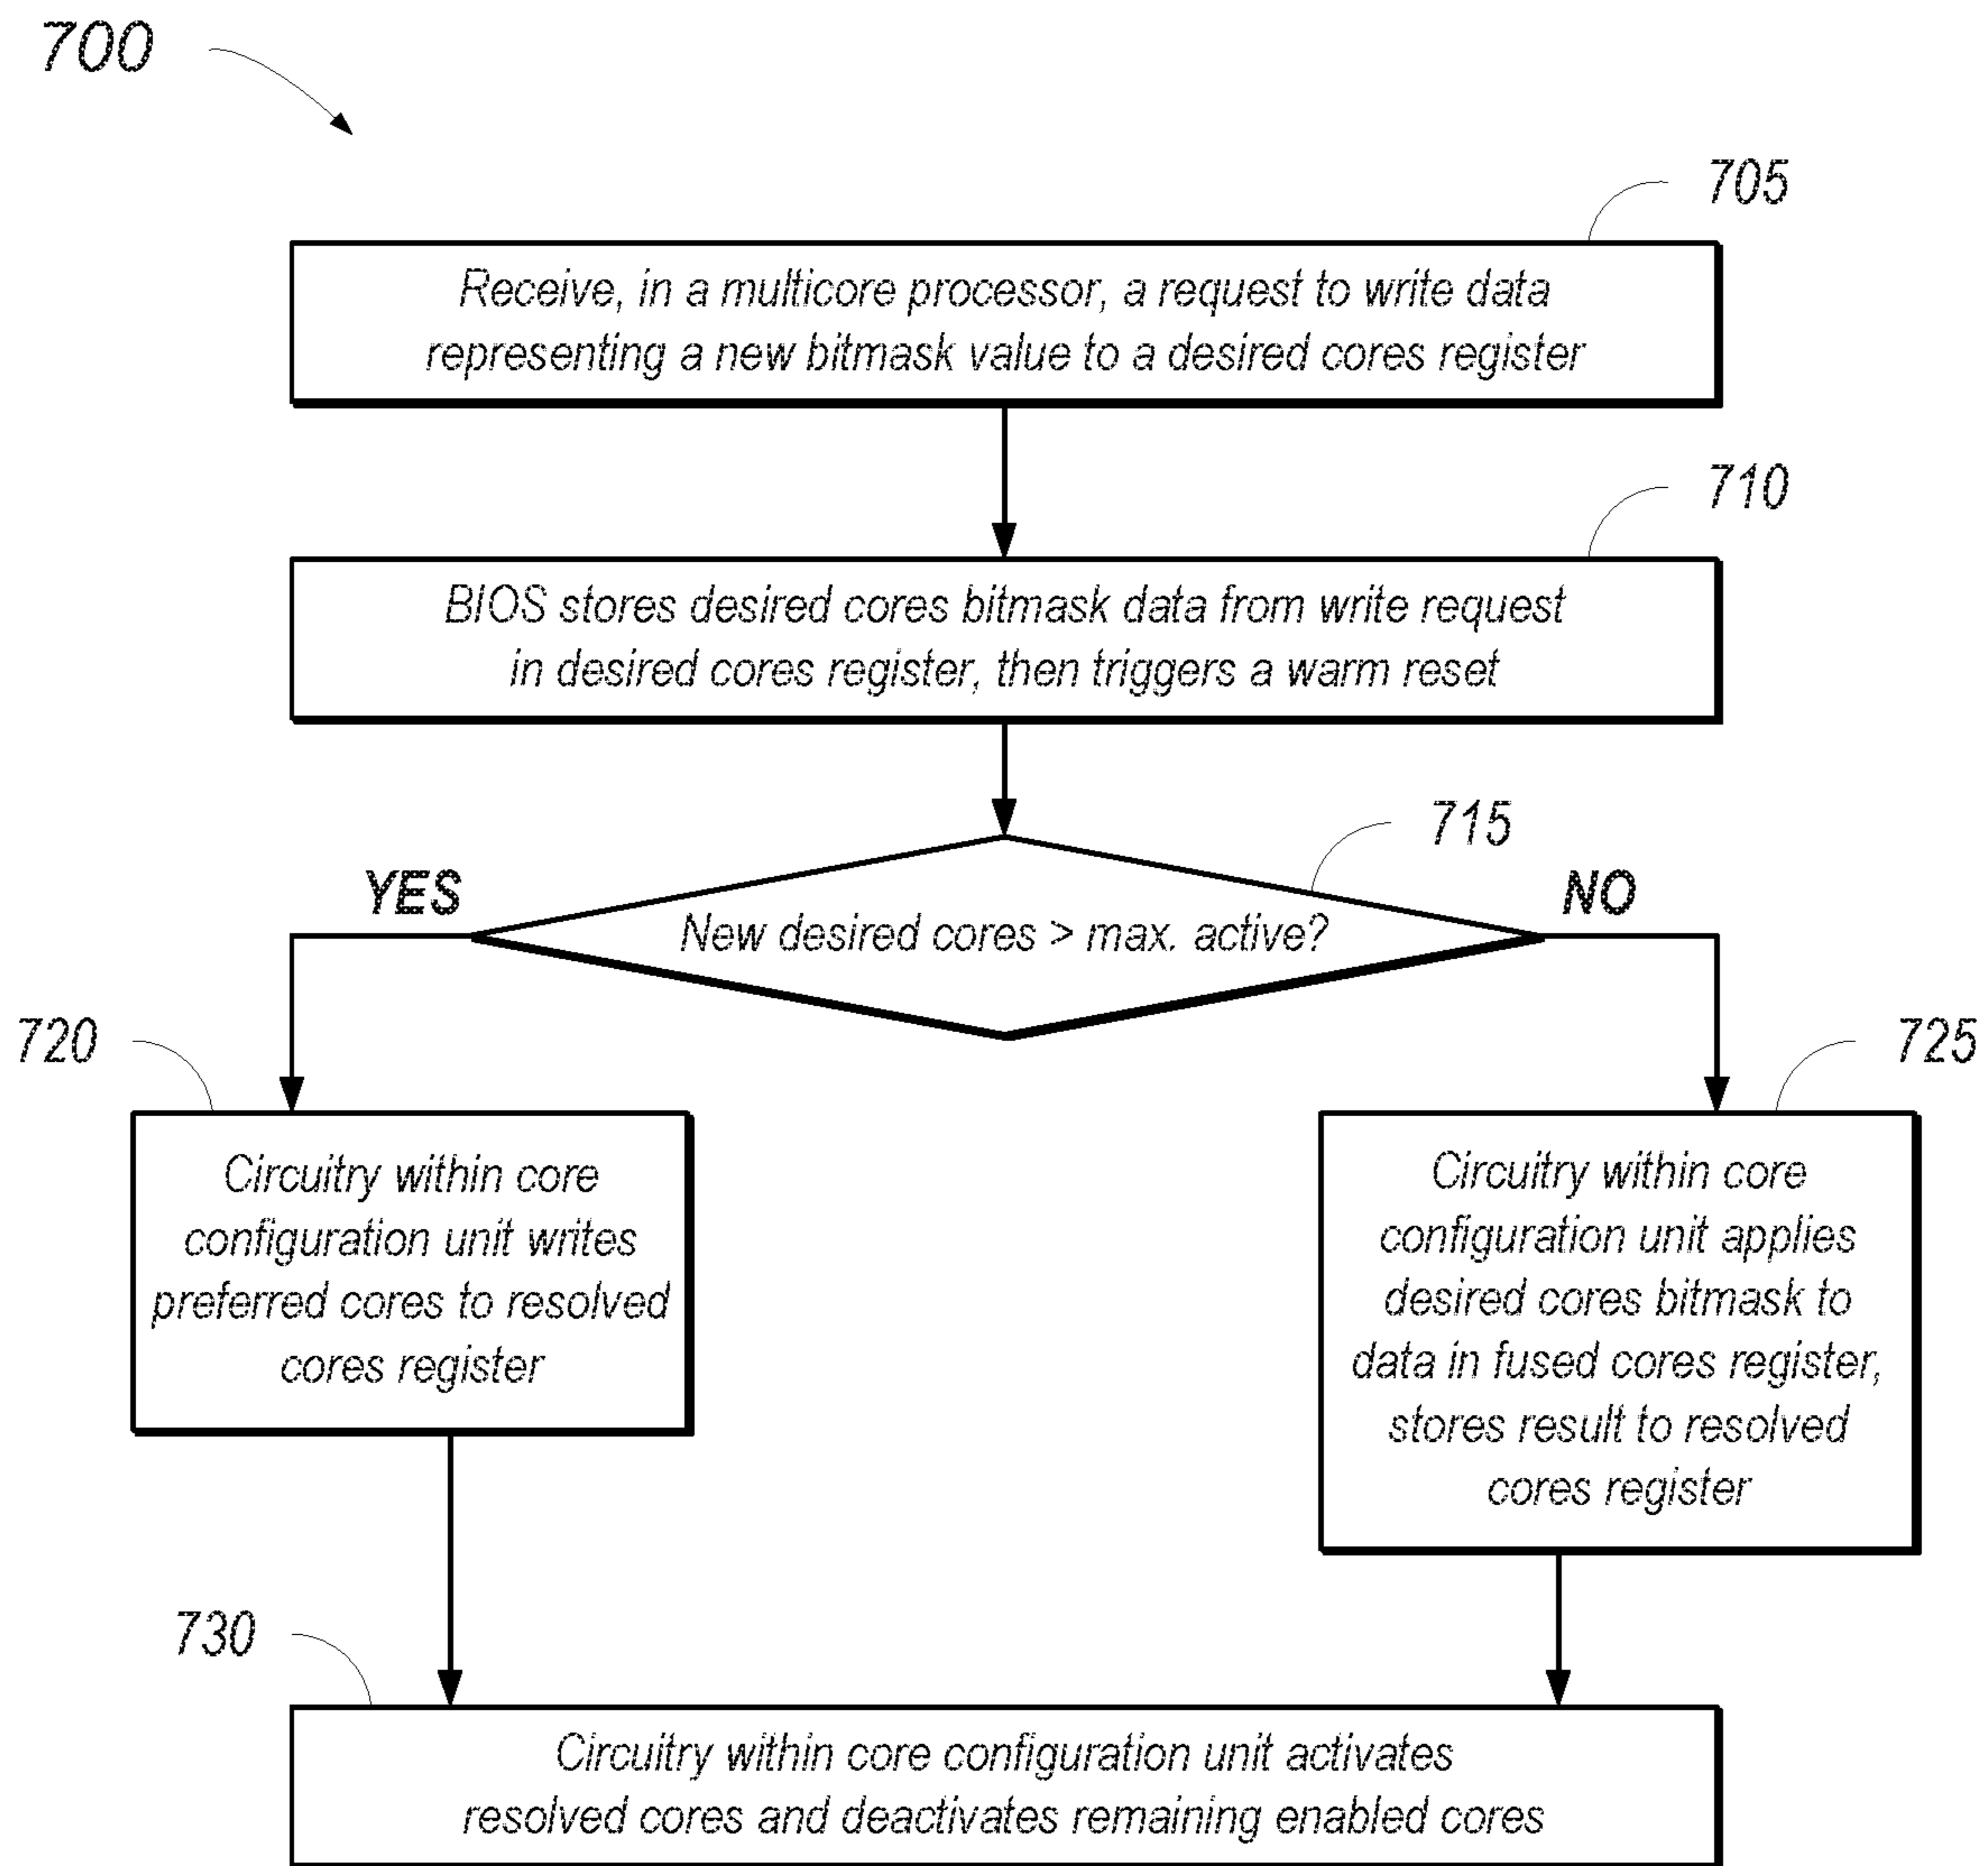 700
705
Receive, in a multicore processor, a request to write data
representing a new bitmask value to a desired cores register
710
BIOS stores desired cores bitmask data from write request
in desired cores register, then triggers a warm reset
715
YES
NO
New desired cores > max. active?
720
725
Circuitry within core
configuration unit writes
preferred cores to resolved
cores register
Circuitry within core
configuration unit applies
desired cores bitmask to
data in fused cores register,
stores result to resolved
cores register
730
Circuitry within core configuration unit activates
resolved cores and deactivates remaining enabled cores